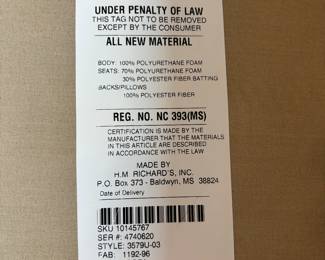 UNDER PENALTY OF LAW
THIS TAG NOT TO BE REMOVED
EXCEPT BY THE CONSUMER
ALL NEW MATERIAL
BODY: 100% POLYURETHANE FOAM
SEATS: 70% POLYURETHANE FOAM
30% POLYESTER FIBER BATTING
BACKS/PILLOWS
100% POLYESTER FIBER
REG. NO. NC 393(MS)
CERTIFICATION IS MADE BY THE
MANUFACTURER THAT THE MATERIALS
IN THIS ARTICLE ARE DESCRIBED
IN ACCORDANCE WITH THE LAW
MADE BY
H.M. RICHARD'S, INC.
P.O. Box 373 - Baldwyn, MS 38824
Date of Delivery
SKU 10145767
SER #: 4740620
STYLE: 3579U-03
FAB: 1192-96